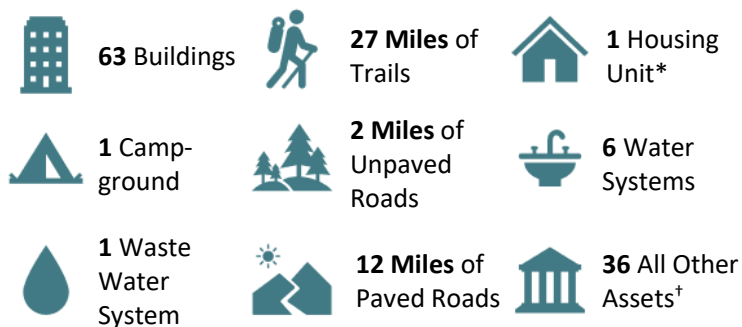 63 Buildings
27 Miles of
Trails
1 Housing
Unit*
1 Camp-
ground
2 Miles of
Unpaved
Roads
6 Water
Systems
1 Waste
Water
System
12 Miles of
Paved Roads
36 All Other
Assets†